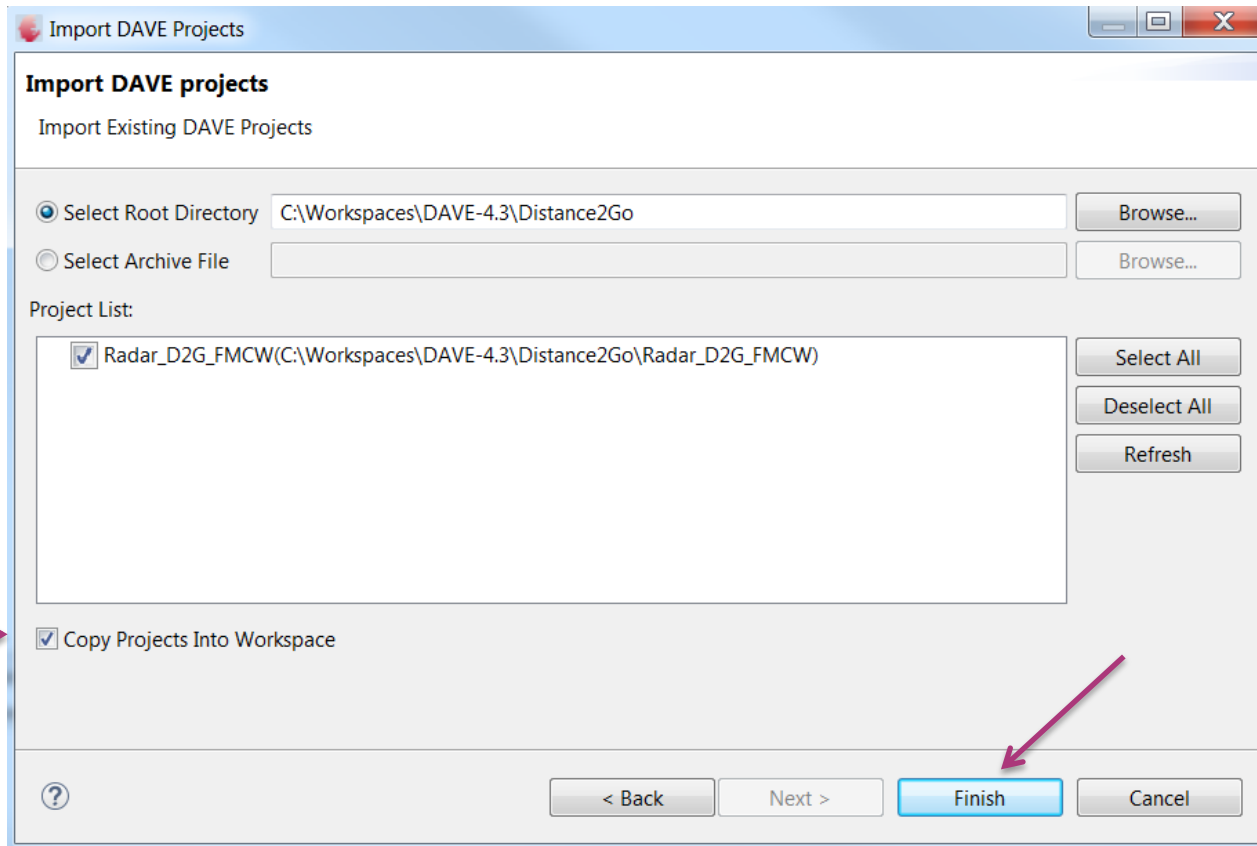 Import DAVE Projects
Import DAVE projects
Import Existing DAVE Projects
Select Root Directory C:\Workspaces\DAVE-4.3\Distance2Go Browse...
Select Archive File Browse...
Project List:
Radar_D2G_FMCW(C:\Workspaces\DAVE-4.3\Distance2Go\Radar_D2G_FMCW)
Select All
Deselect All
Refresh
Copy Projects Into Workspace
? < Back Next > Finish Cancel